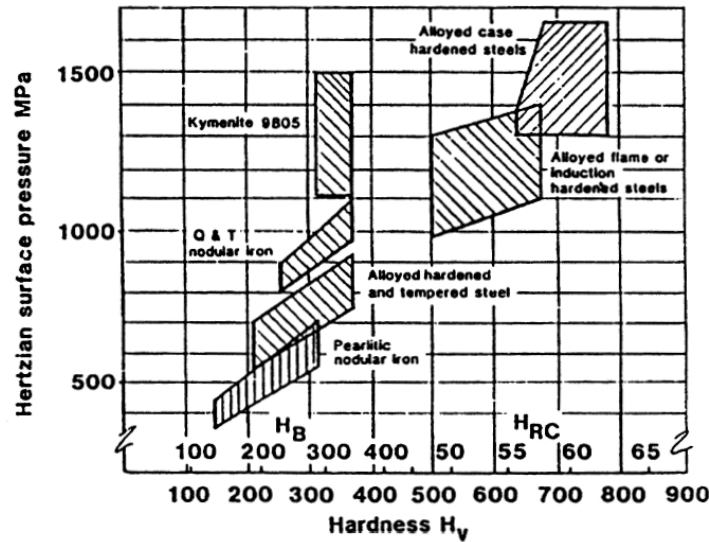 Hertzian surface pressure MPa
1500
1000
500
Alloyed case
hardened steels
Kymenite 9805
Alloyed flame or
induction
hardened steels
Q & T
nodular iron
Alloyed hardened
and tempered steel
Pearlitic
nodular iron
HB
HRC
100 200 300 400 50 55 60 65
100 200 300 400 500 600 700 800 900
Hardness Hv